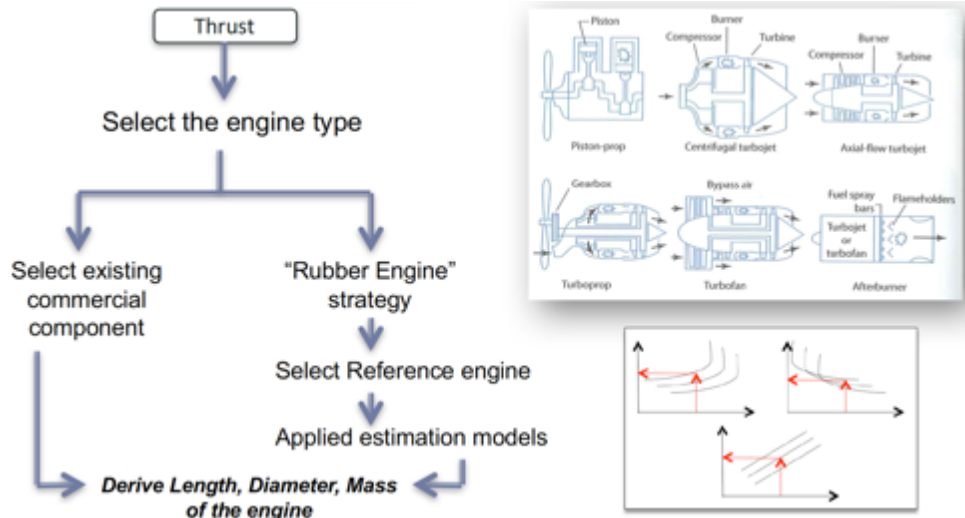 Thrust
Select the engine type
Select existing
commercial
component
“Rubber Engine”
strategy
Select Reference engine
Applied estimation models
Derive Length, Diameter, Mass
of the engine
Piston
Burner
Compressor
Turbine
Burner
Compressor
Turbine
Piston-prop
Centrifugal turbojet
Axial-flow turbojet
Gearbox
Bypass air
Fuel spray
bars
Flameholders
Turbojet
or
turbofan
Turboprop
Turbofan
Afterburner